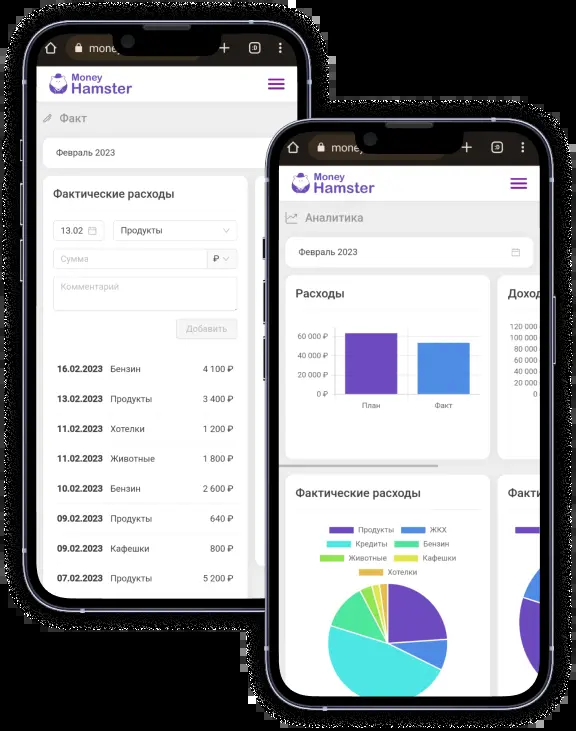 money
:D
Money
Hamster
Факт
Февраль 2023
Фактические расходы
13.02
Продукты
Сумма
₽
Комментарий
Добавить
16.02.2023 Бензин 4 100 ₽
13.02.2023 Продукты 3 400 ₽
11.02.2023 Хотелки 1 200 ₽
11.02.2023 Животные 1 800 ₽
10.02.2023 Бензин 2 600 ₽
09.02.2023 Продукты 640 ₽
09.02.2023 Кафешки 800 ₽
07.02.2023 Продукты 5 200 ₽
money
:D
Money
Hamster
Аналитика
Февраль 2023
Расходы
60 000 ₽
40 000 ₽
20 000 ₽
0 ₽
План
Факт
Доход
120 000
100 000
80 000
60 000
40 000
20 000
0
Фактические расходы
Продукты ЖКХ
Кредиты Бензин
Животные Кафешки
Хотелки
Факти